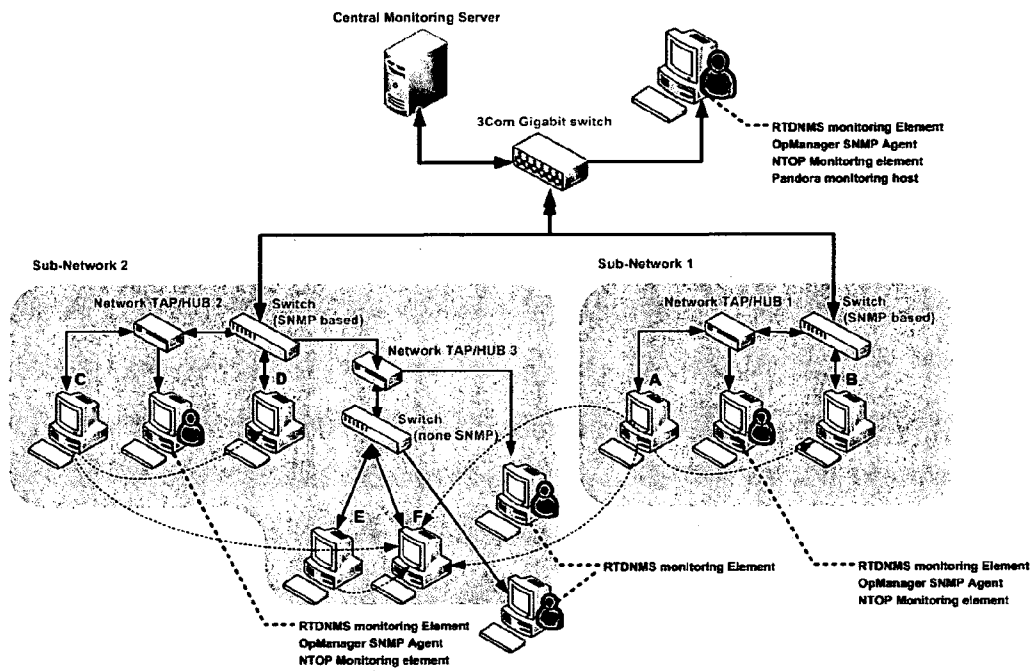 Central Monitoring Server
3Com Gigabit switch
RTDNMS monitoring Element
OpManager SNMP Agent
NTOP Monitoring element
Pandora monitoring host
Sub-Network 2
Network TAP/HUB 2
Switch
(SNMP based)
Network TAP/HUB 3
Switch
(none SNMP)
C
D
E
F
Sub-Network 1
Network TAP/HUB 1
Switch
(SNMP based)
A
B
RTDNMS monitoring Element
RTDNMS monitoring Element
OpManager SNMP Agent
NTOP Monitoring element
RTDNMS monitoring Element
OpManager SNMP Agent
NTOP Monitoring element